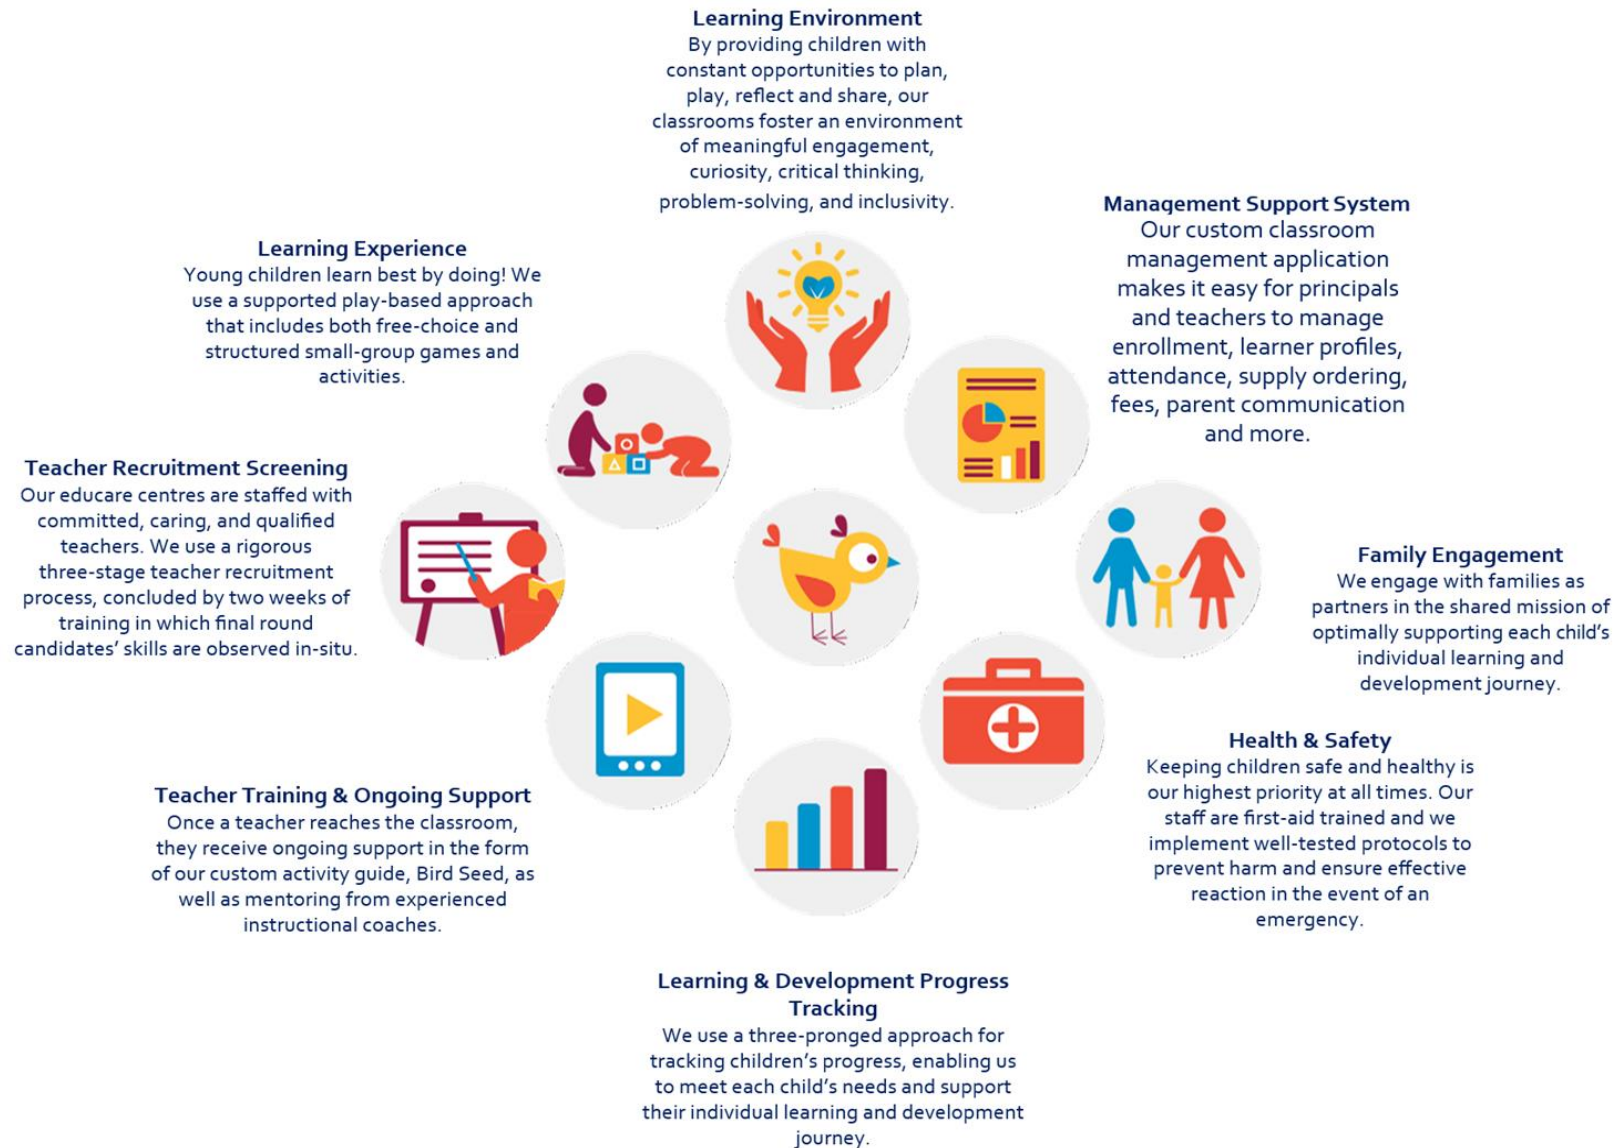 Learning Environment
By providing children with
constant opportunities to plan,
play, reflect and share, our
classrooms foster an environment
of meaningful engagement,
curiosity, critical thinking,
problem-solving, and inclusivity.
Management Support System
Our custom classroom
management application
makes it easy for principals
and teachers to manage
enrollment, learner profiles,
attendance, supply ordering,
fees, parent communication
and more.
Learning Experience
Young children learn best by doing! We
use a supported play-based approach
that includes both free-choice and
structured small-group games and
activities.
Teacher Recruitment Screening
Our educare centres are staffed with
committed, caring, and qualified
teachers. We use a rigorous
three-stage teacher recruitment
process, concluded by two weeks of
training in which final round
candidates’ skills are observed in-situ.
Family Engagement
We engage with families as
partners in the shared mission of
optimally supporting each child’s
individual learning and
development journey.
Health & Safety
Keeping children safe and healthy is
our highest priority at all times. Our
staff are first-aid trained and we
implement well-tested protocols to
prevent harm and ensure effective
reaction in the event of an
emergency.
Teacher Training & Ongoing Support
Once a teacher reaches the classroom,
they receive ongoing support in the form
of our custom activity guide, Bird Seed, as
well as mentoring from experienced
instructional coaches.
Learning & Development Progress
Tracking
We use a three-pronged approach for
tracking children’s progress, enabling us
to meet each child’s needs and support
their individual learning and development
journey.